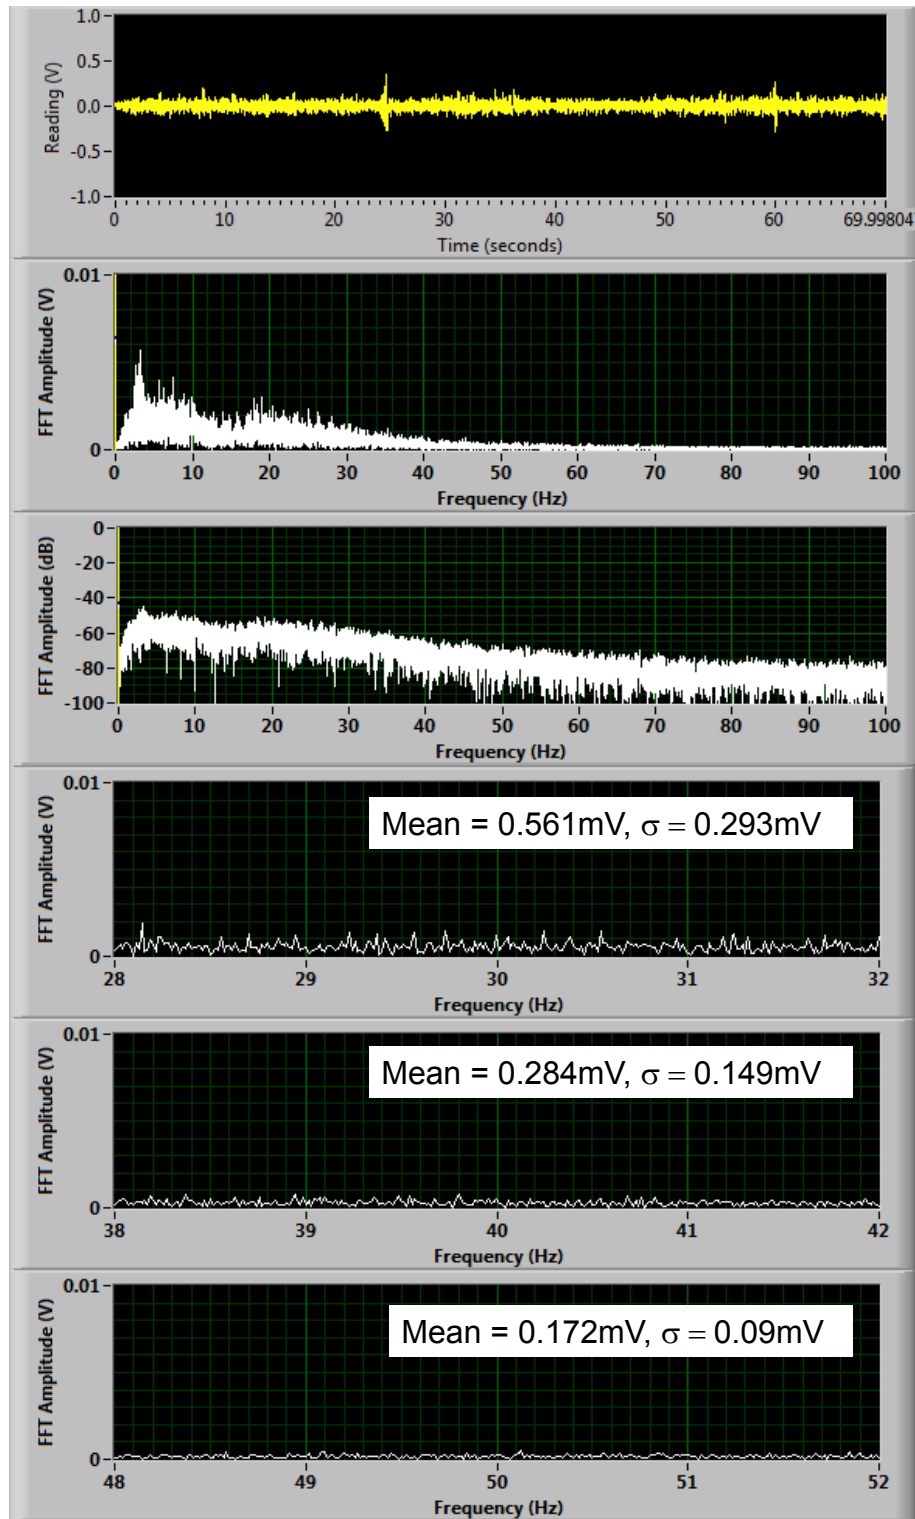 1.0
0.5
0.0
-0.5
-1.0
Reading (V)
0 10 20 30 40 50 60 69.99804
Time (seconds)
0.01
0
FFT Amplitude (V)
0 10 20 30 40 50 60 70 80 90 100
Frequency (Hz)
0
-20
-40
-60
-80
-100
FFT Amplitude (dB)
0 10 20 30 40 50 60 70 80 90 100
Frequency (Hz)
0.01
0
FFT Amplitude (V)
Mean = 0.561mV, σ = 0.293mV
28 29 30 31 32
Frequency (Hz)
0.01
0
FFT Amplitude (V)
Mean = 0.284mV, σ = 0.149mV
38 39 40 41 42
Frequency (Hz)
0.01
0
FFT Amplitude (V)
Mean = 0.172mV, σ = 0.09mV
48 49 50 51 52
Frequency (Hz)